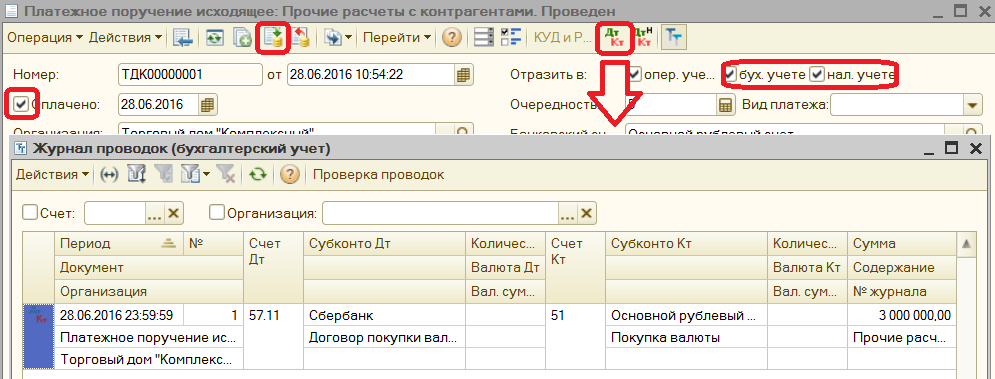 Платежное поручение исходящее: Прочие расчеты с контрагентами. Проведен
Операция Действия Перейти КУД и Р... Дт Кт Дт Н Кт Тт
Номер: ТДК00000001 от 28.06.2016 10:54:22 Отразить в: опер. уче... бух. учете нал. учете
Оплачено: 28.06.2016 Очередность: 5 Вид платежа:
Организация: Торговый дом "Комплексный" Основной рублевый счет
Журнал проводок (бухгалтерский учет)
Действия Проверка проводок
Счет: ... Организация: ...
Период № Счет Дт Субконто Дт Количес... Счет Кт Субконто Кт Количес... Сумма
Документ Валюта Дт Валюта Кт Содержание
Организация Вал. сум... Вал. сум... № журнала
28.06.2016 23:59:59 1 57.11 Сбербанк 51 Основной рублевый ... 3 000 000,00
Платежное поручение ис... Договор покупки вал... Покупка валюты Прочие расч...
Торговый дом "Комплекс...